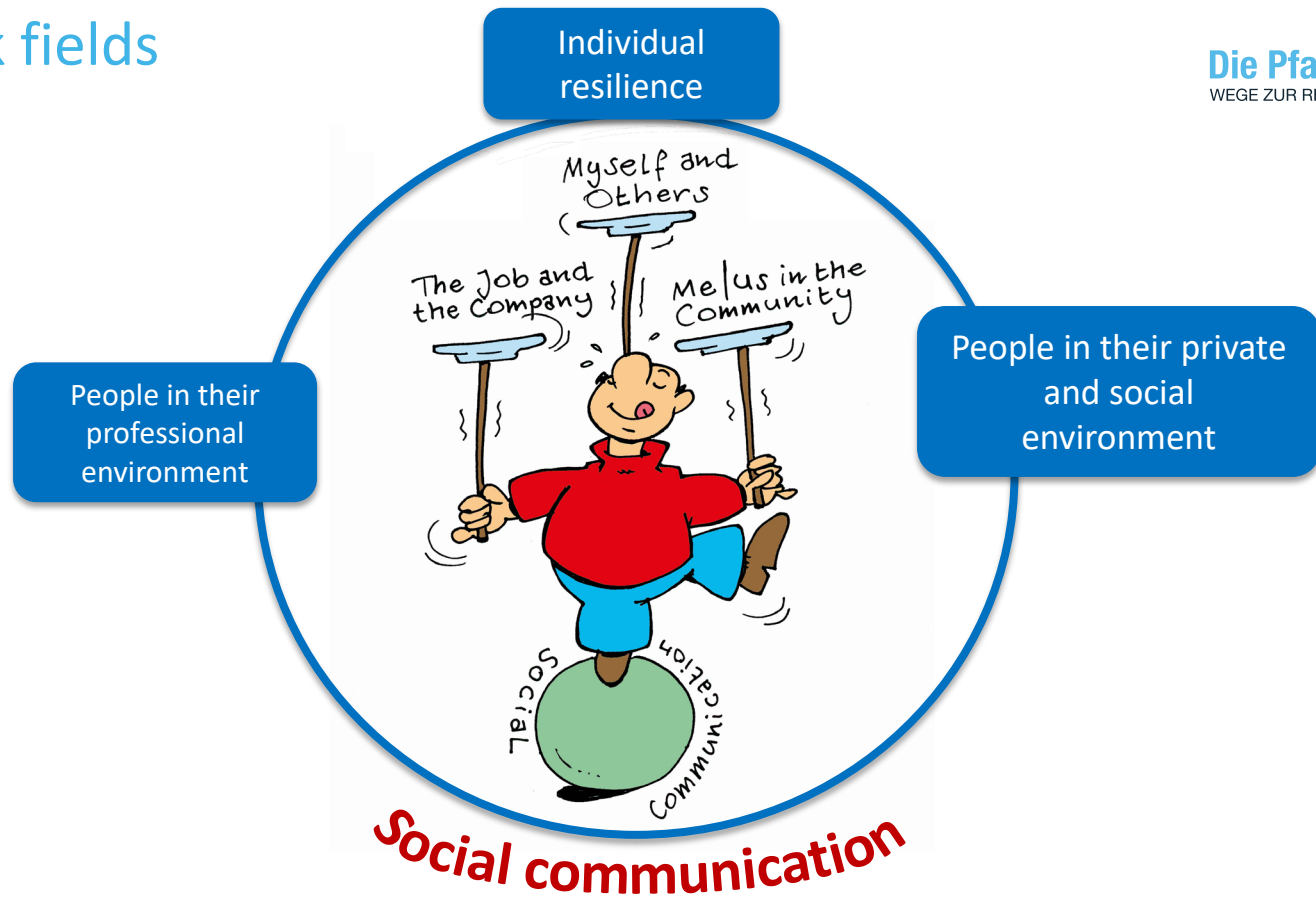 fields
Individual
resilience
Die Pfa
WEGE ZUR RE
Myself and
Others
The Job and
the Company
Me/us in the
Community
People in their
professional
environment
People in their private
and social
environment
Social
Communication
Social communication